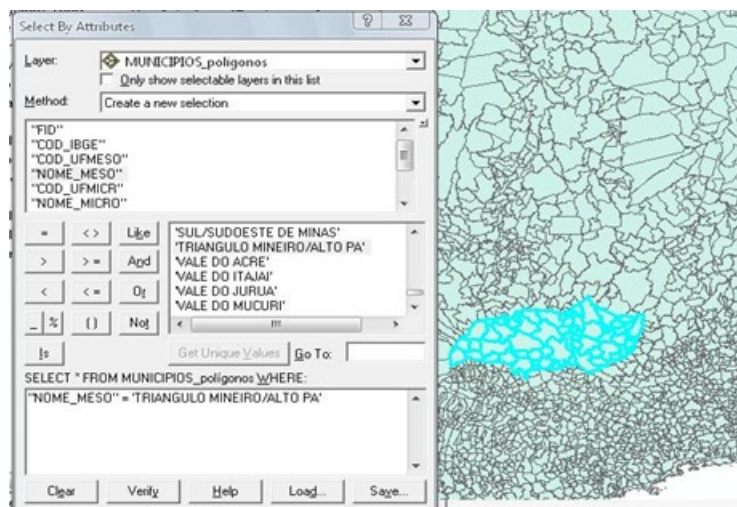 Select By Attributes
Layer: MUNICIPIOS_polígonos
Only show selectable layers in this list
Method: Create a new selection
"FID"
"COD_IBGE"
"COD_UFMESO"
"NOME_MESO"
"COD_UFMICR"
"NOME_MICRO"
= < > Like
> > = And
< < = Or
_ % ( ) Not
Is
'SUL/SUDOESTE DE MINAS'
'TRIANGULO MINEIRO/ALTO PA'
'VALE DO ACRE'
'VALE DO ITAJAI'
'VALE DO JURUA'
'VALE DO MUCURI'
Get Unique Values Go To:
SELECT * FROM MUNICIPIOS_polígonos WHERE:
"NOME_MESO" = 'TRIANGULO MINEIRO/ALTO PA'
Clear Verify Help Load... Save...